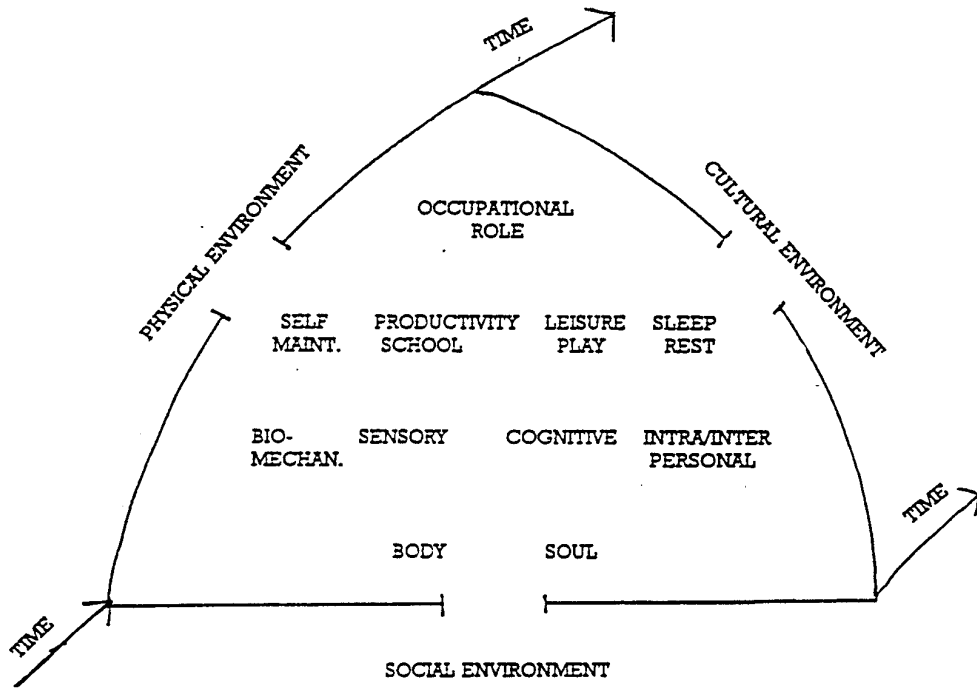 TIME
PHYSICAL ENVIRONMENT
CULTURAL ENVIRONMENT
OCCUPATIONAL
ROLE
SELF PRODUCTIVITY LEISURE SLEEP
MAINT. SCHOOL PLAY REST
BIO- SENSORY COGNITIVE INTRA/INTER
MECHAN. PERSONAL
TIME
BODY SOUL
TIME
SOCIAL ENVIRONMENT